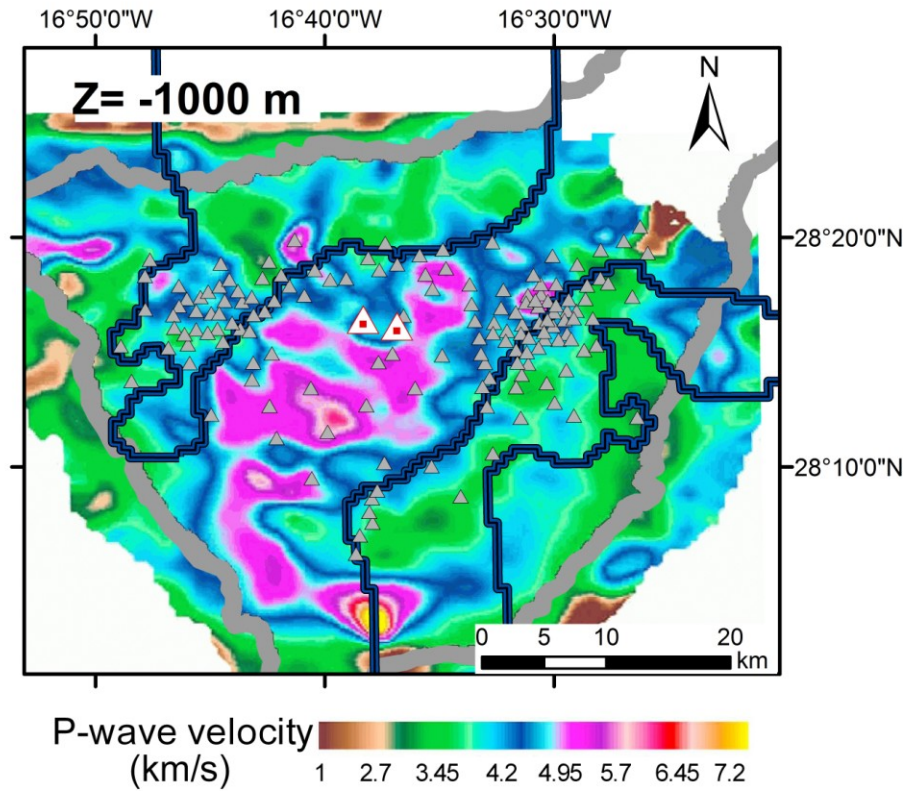 16°50'0"W 16°40'0"W 16°30'0"W
Z= -1000 m
N
28°20'0"N
28°10'0"N
0 5 10 20
km
P-wave velocity
(km/s)
1 2.7 3.45 4.2 4.95 5.7 6.45 7.2